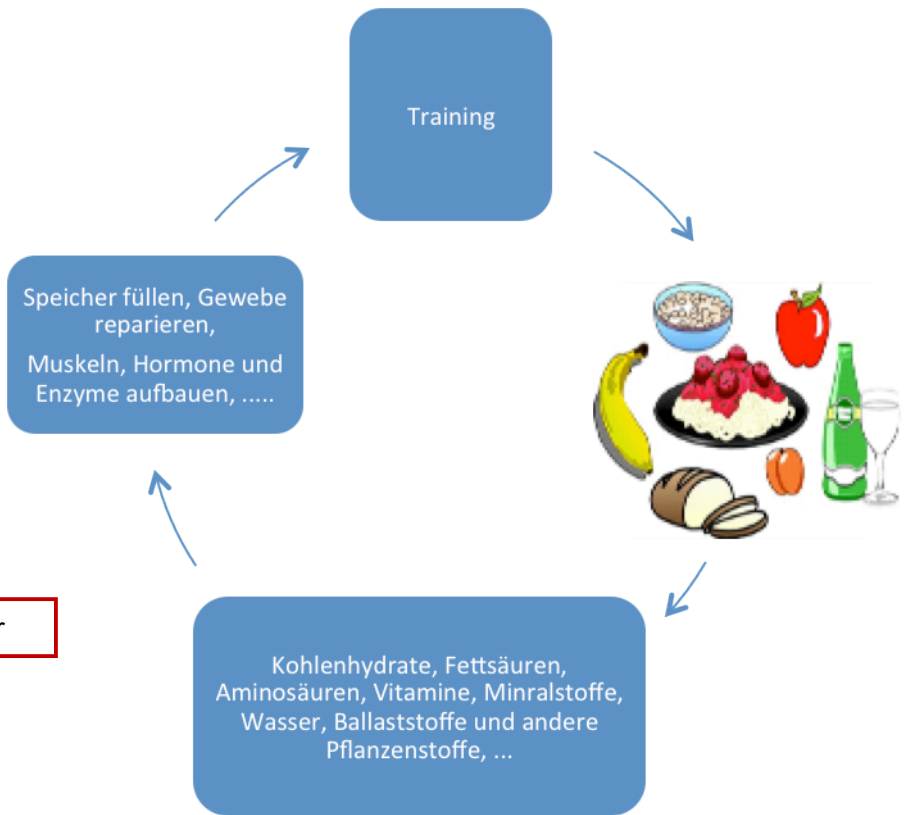 Training
Speicher füllen, Gewebe
reparieren,
Muskeln, Hormone und
Enzyme aufbauen, .....
Kohlenhydrate, Fettsäuren,
Aminosäuren, Vitamine, Minralstoffe,
Wasser, Ballaststoffe und andere
Pflanzenstoffe, ...